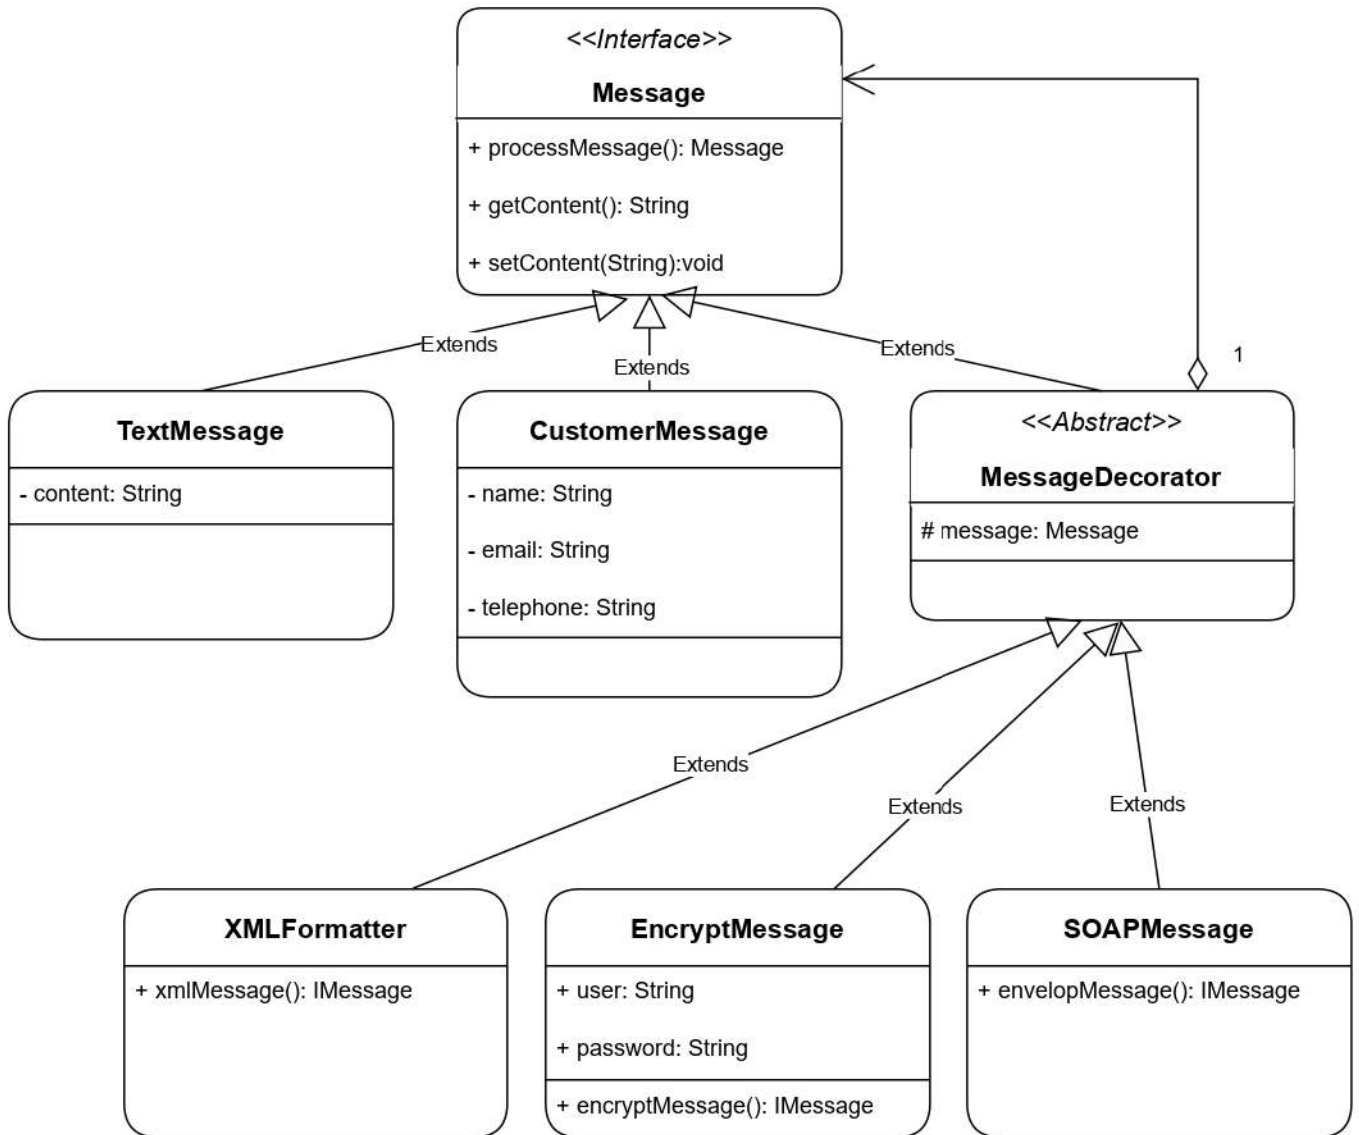 <<Interface>>
Message
+ processMessage(): Message
+ getContent(): String
+ setContent(String):void
Extends
Extends
Extends
1
TextMessage
- content: String
CustomerMessage
- name: String
- email: String
- telephone: String
<<Abstract>>
MessageDecorator
# message: Message
Extends
Extends
Extends
XMLFormatter
+ xmlMessage(): IMessage
EncryptMessage
+ user: String
+ password: String
+ encryptMessage(): IMessage
SOAPMessage
+ envelopMessage(): IMessage